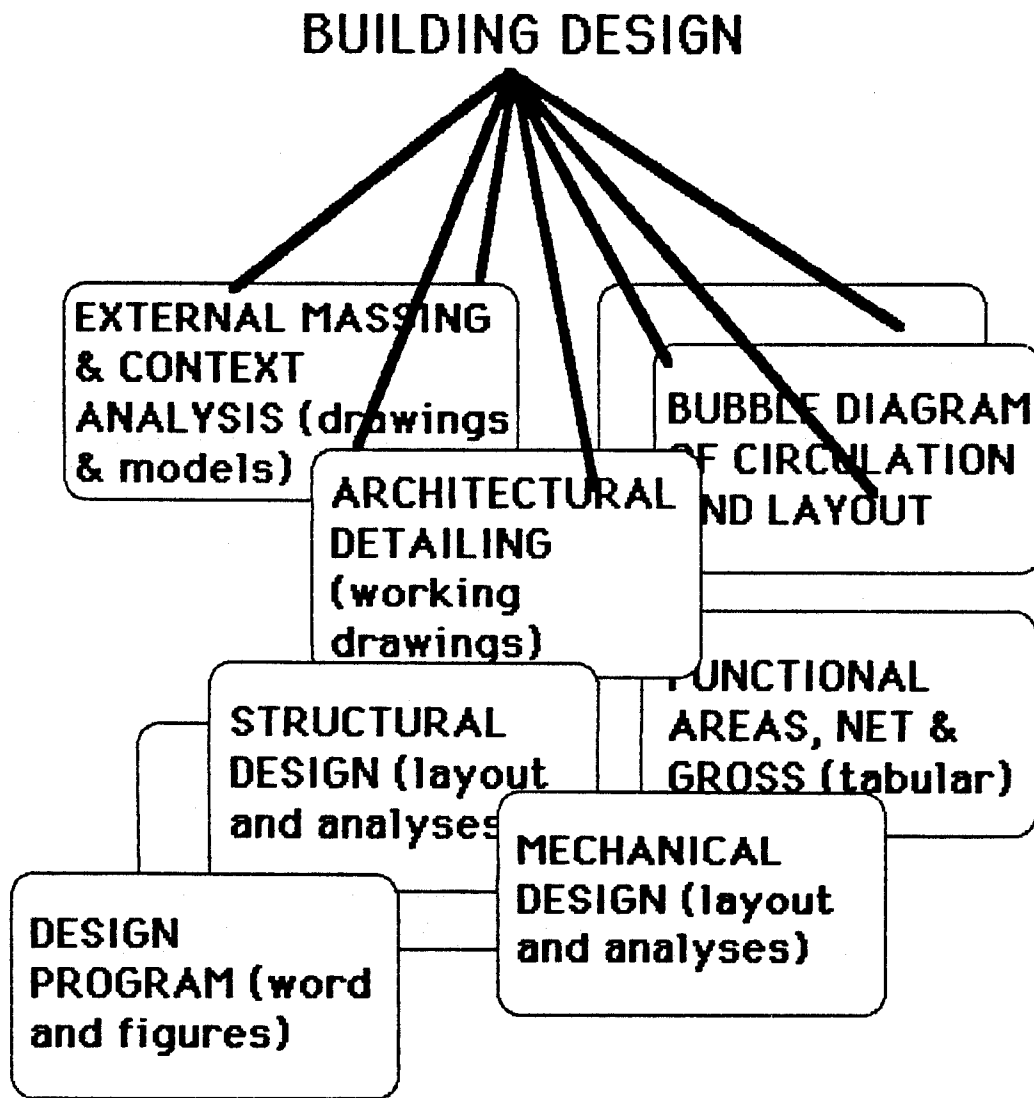 BUILDING DESIGN
EXTERNAL MASSING
& CONTEXT
ANALYSIS (drawings
& models)
BUBBLE DIAGRAM
OF CIRCULATION
AND LAYOUT
ARCHITECTURAL
DETAILING
(working
drawings)
FUNCTIONAL
AREAS, NET &
GROSS (tabular)
STRUCTURAL
DESIGN (layout
and analyses
MECHANICAL
DESIGN (layout
and analyses)
DESIGN
PROGRAM (word
and figures)